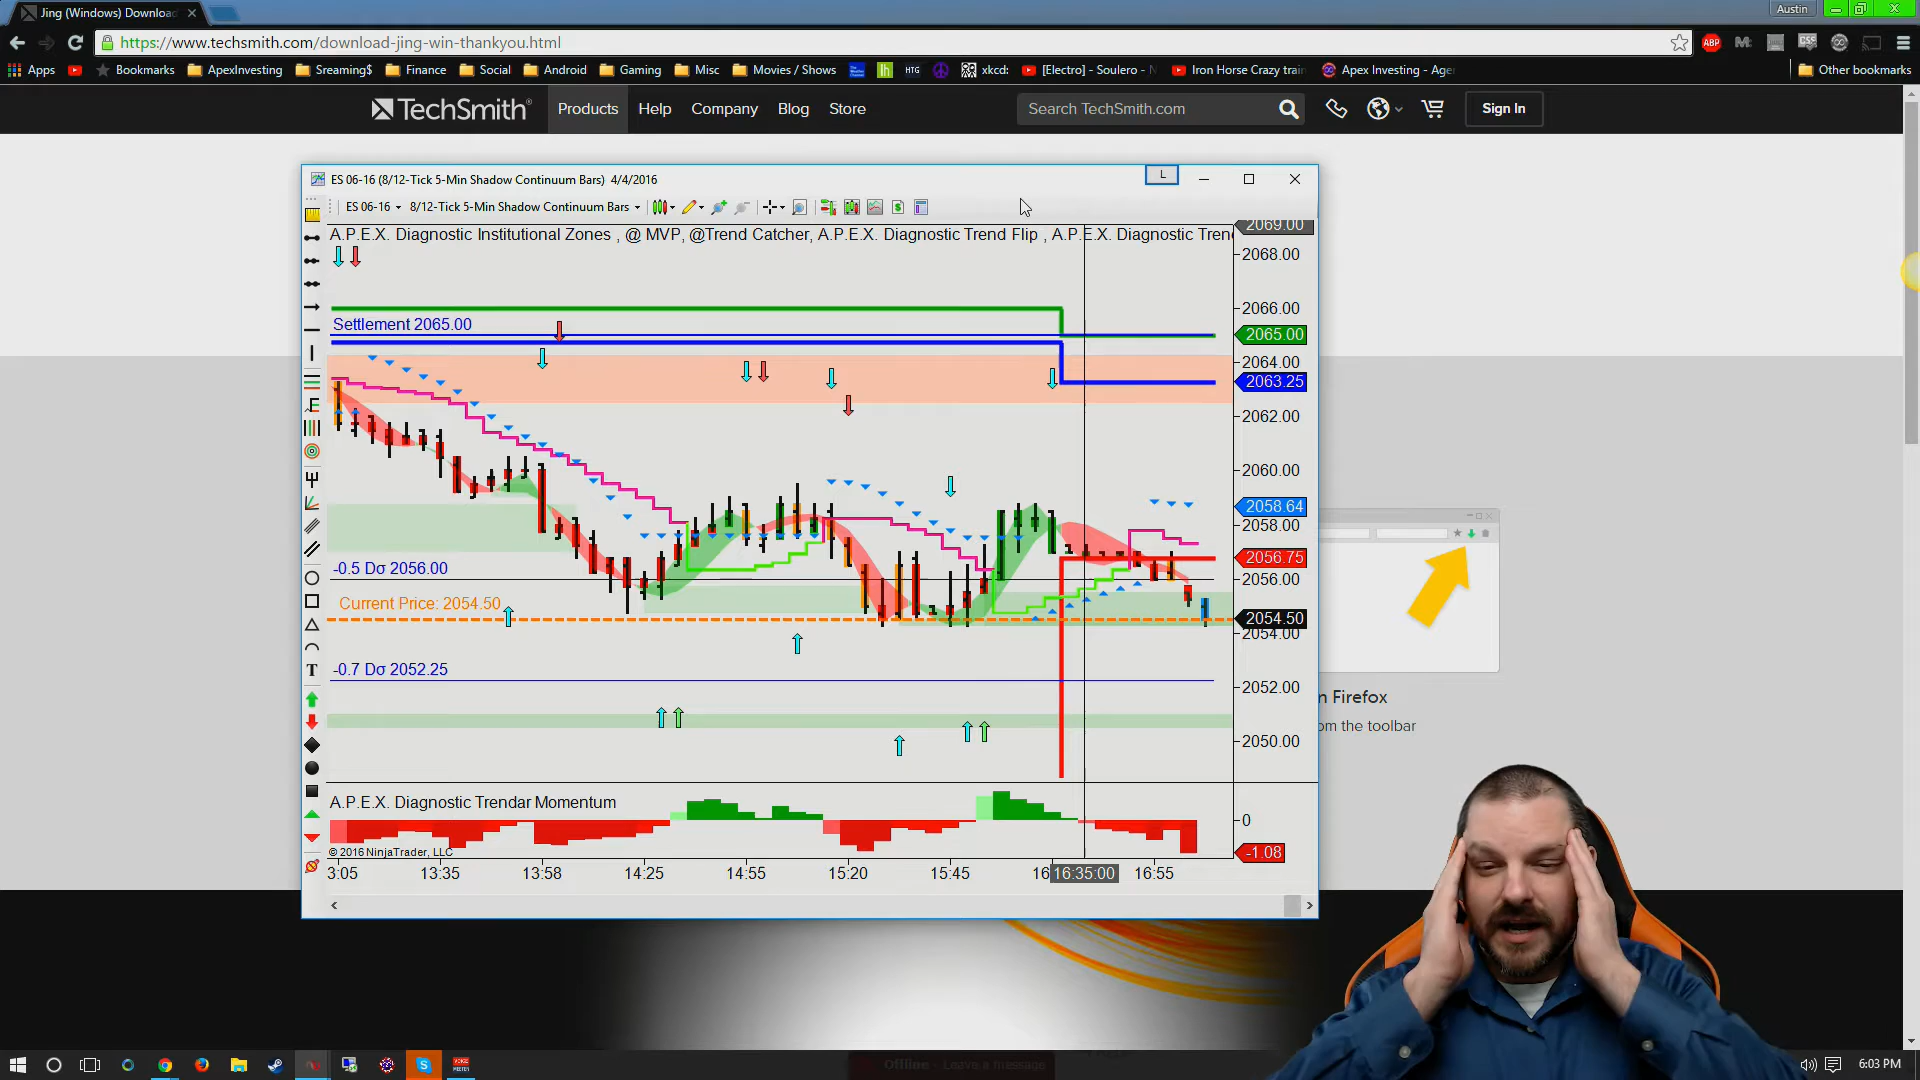 Jing (Windows) Download
Austin
https://www.techsmith.com/download-jing-win-thankyou.html
ABP
Apps
Bookmarks
ApexInvesting
Sreaming$
Finance
Social
Android
Gaming
Misc
Movies / Shows
lh
HTG
xkcd:
[Electro] - Soulero -
Iron Horse Crazy train
Apex Investing - Age
Other bookmarks
TechSmith
Products
Help
Company
Blog
Store
Search TechSmith.com
Sign In
ES 06-16 (8/12-Tick 5-Min Shadow Continuum Bars) 4/4/2016
L
ES 06-16
8/12-Tick 5-Min Shadow Continuum Bars
A.P.E.X. Diagnostic Institutional Zones , @ MVP, @Trend Catcher, A.P.E.X. Diagnostic Trend Flip , A.P.E.X. Diagnostic Tren
2069.00
2068.00
2066.00
Settlement 2065.00
2065.00
2064.00
2063.25
2062.00
2060.00
2058.64
2058.00
2056.75
-0.5 Dσ 2056.00
2056.00
Current Price: 2054.50
2054.50
2054.00
-0.7 Dσ 2052.25
2052.00
2050.00
A.P.E.X. Diagnostic Trendar Momentum
0
-1.08
© 2016 NinjaTrader, LLC
3:05
13:35
13:58
14:25
14:55
15:20
15:45
16:35:00
16:55
n Firefox
om the toolbar
Offline - Leave a message
6:03 PM